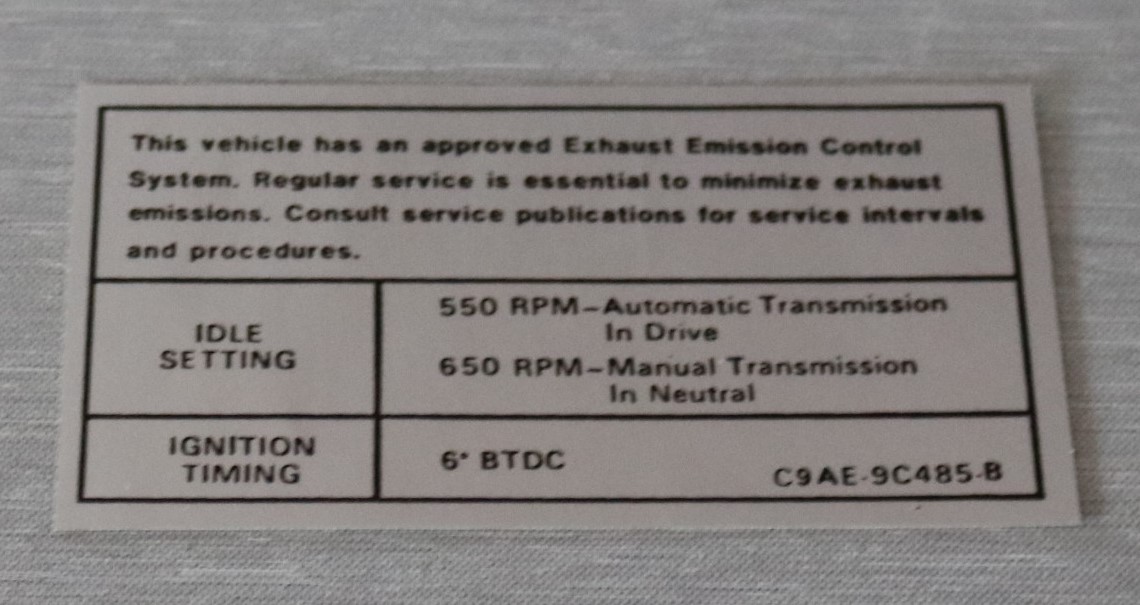 This vehicle has an approved Exhaust Emission Control
System. Regular service is essential to minimize exhaust
emissions. Consult service publications for service intervals
and procedures.
IDLE
SETTING
550 RPM–Automatic Transmission
In Drive
650 RPM–Manual Transmission
In Neutral
IGNITION
TIMING
6° BTDC
C9AE-9C485-B